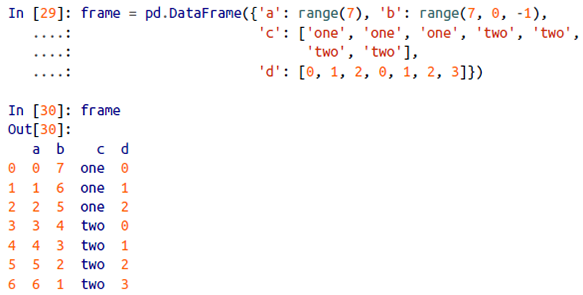 In [29]: frame = pd.DataFrame({'a': range(7), 'b': range(7, 0, -1),
   ....:                       'c': ['one', 'one', 'one', 'two', 'two',
   ....:                             'two', 'two'],
   ....:                       'd': [0, 1, 2, 0, 1, 2, 3]})
In [30]: frame
Out[30]:
   a  b    c  d
0  0  7  one  0
1  1  6  one  1
2  2  5  one  2
3  3  4  two  0
4  4  3  two  1
5  5  2  two  2
6  6  1  two  3